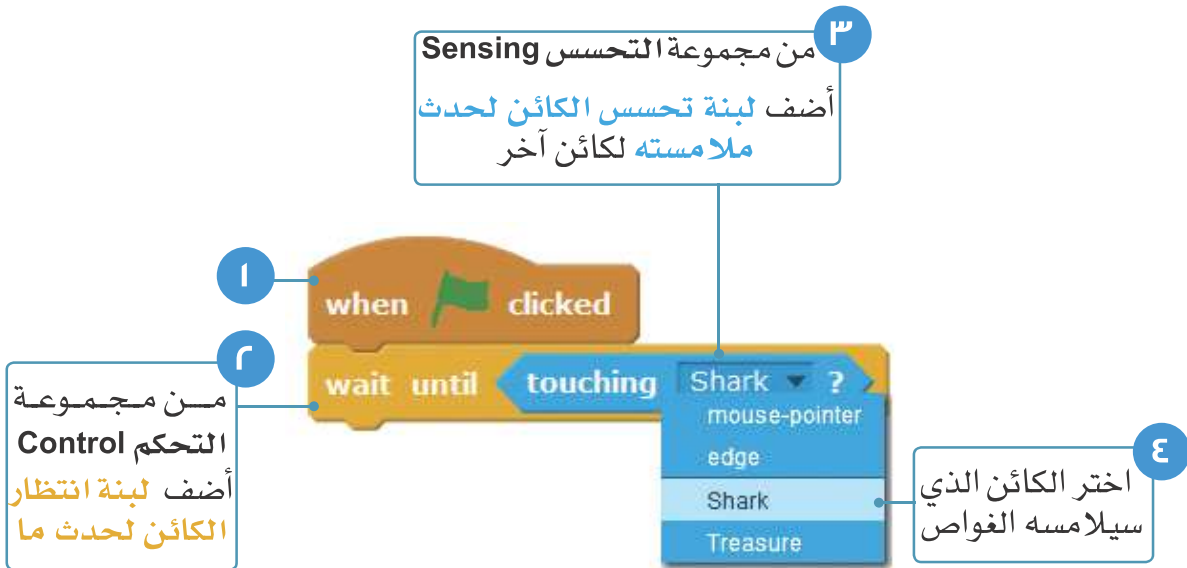 ٣
من مجموعة التحسس Sensing
أضف لبنة تحسس الكائن لحدث
ملامسته لكائن آخر
١
when clicked
wait until touching Shark ?
mouse-pointer
edge
Shark
Treasure
٢
من مجموعة
التحكم Control
أضف لبنة انتظار
الكائن لحدث ما
٤
اختر الكائن الذي
سيلامسه الغواص